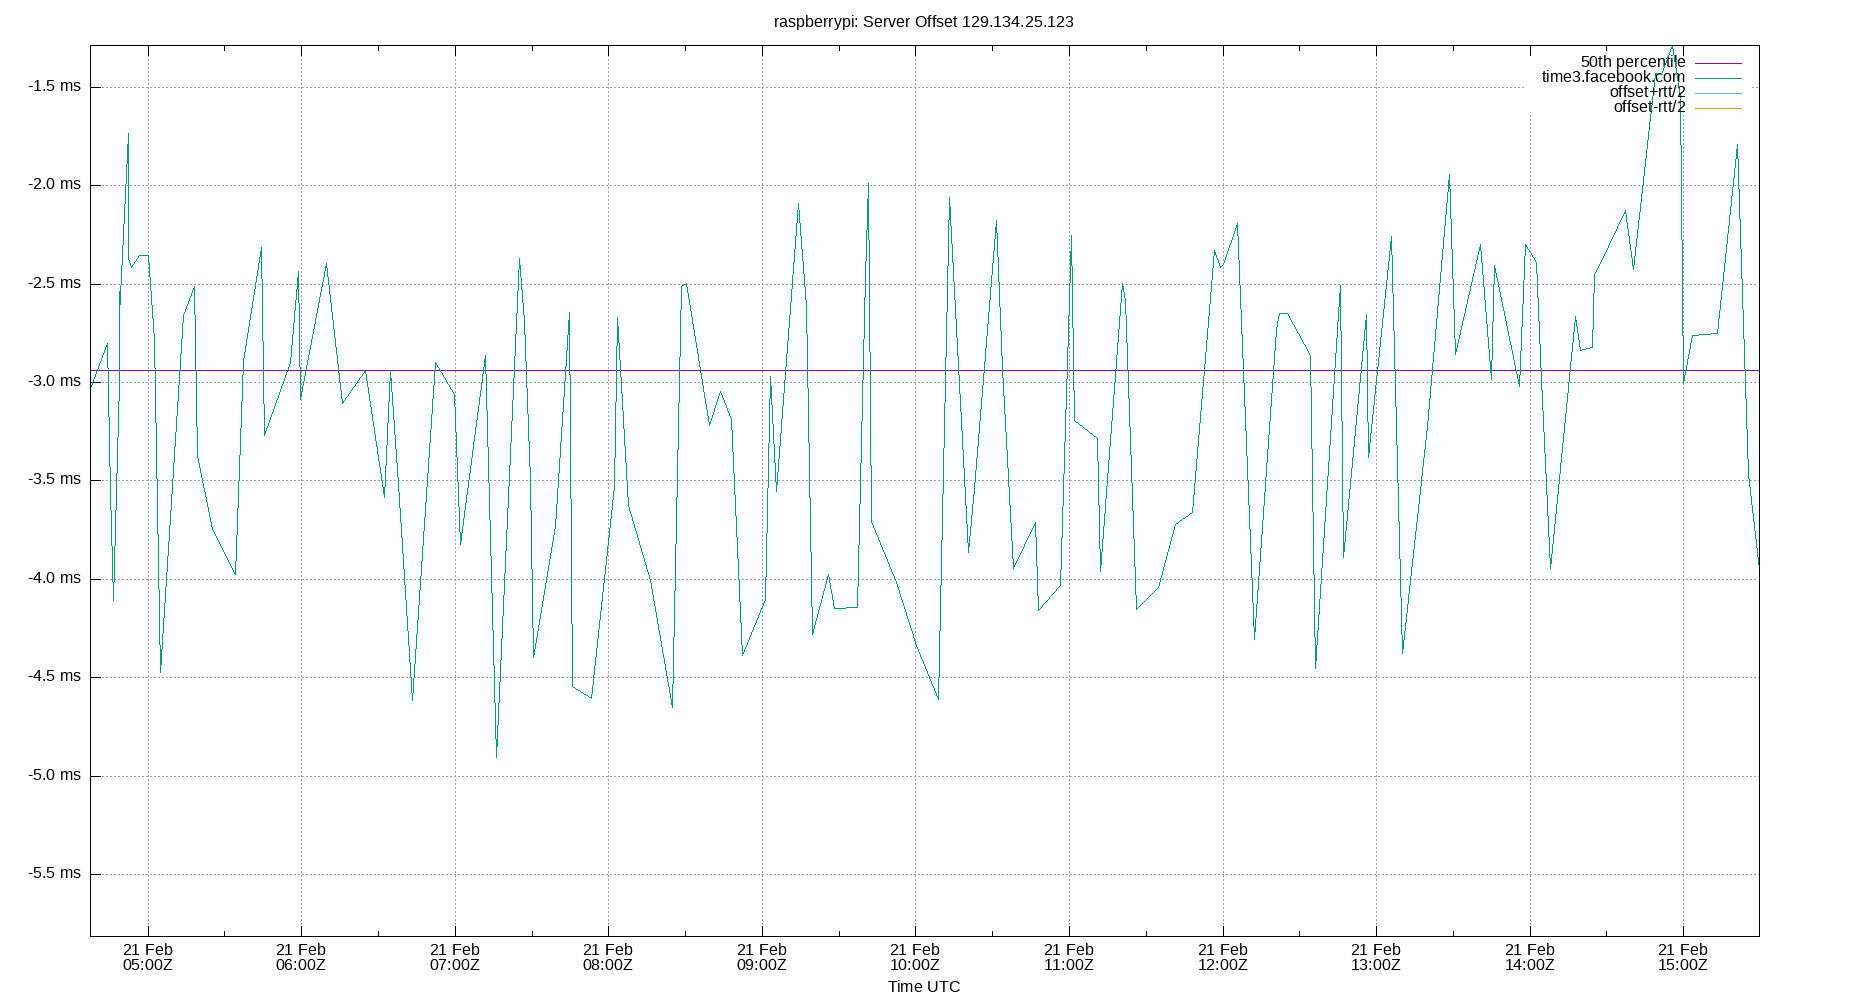 raspberrypi: Server Offset 129.134.25.123
50th percentile
time3.facebook.com
offset+rtt/2
offset-rtt/2
-1.5 ms
-2.0 ms
-2.5 ms
-3.0 ms
-3.5 ms
-4.0 ms
-4.5 ms
-5.0 ms
-5.5 ms
21 Feb 21 Feb 21 Feb 21 Feb 21 Feb 21 Feb 21 Feb 21 Feb 21 Feb 21 Feb 21 Feb
05:00Z 06:00Z 07:00Z 08:00Z 09:00Z 10:00Z 11:00Z 12:00Z 13:00Z 14:00Z 15:00Z
Time UTC